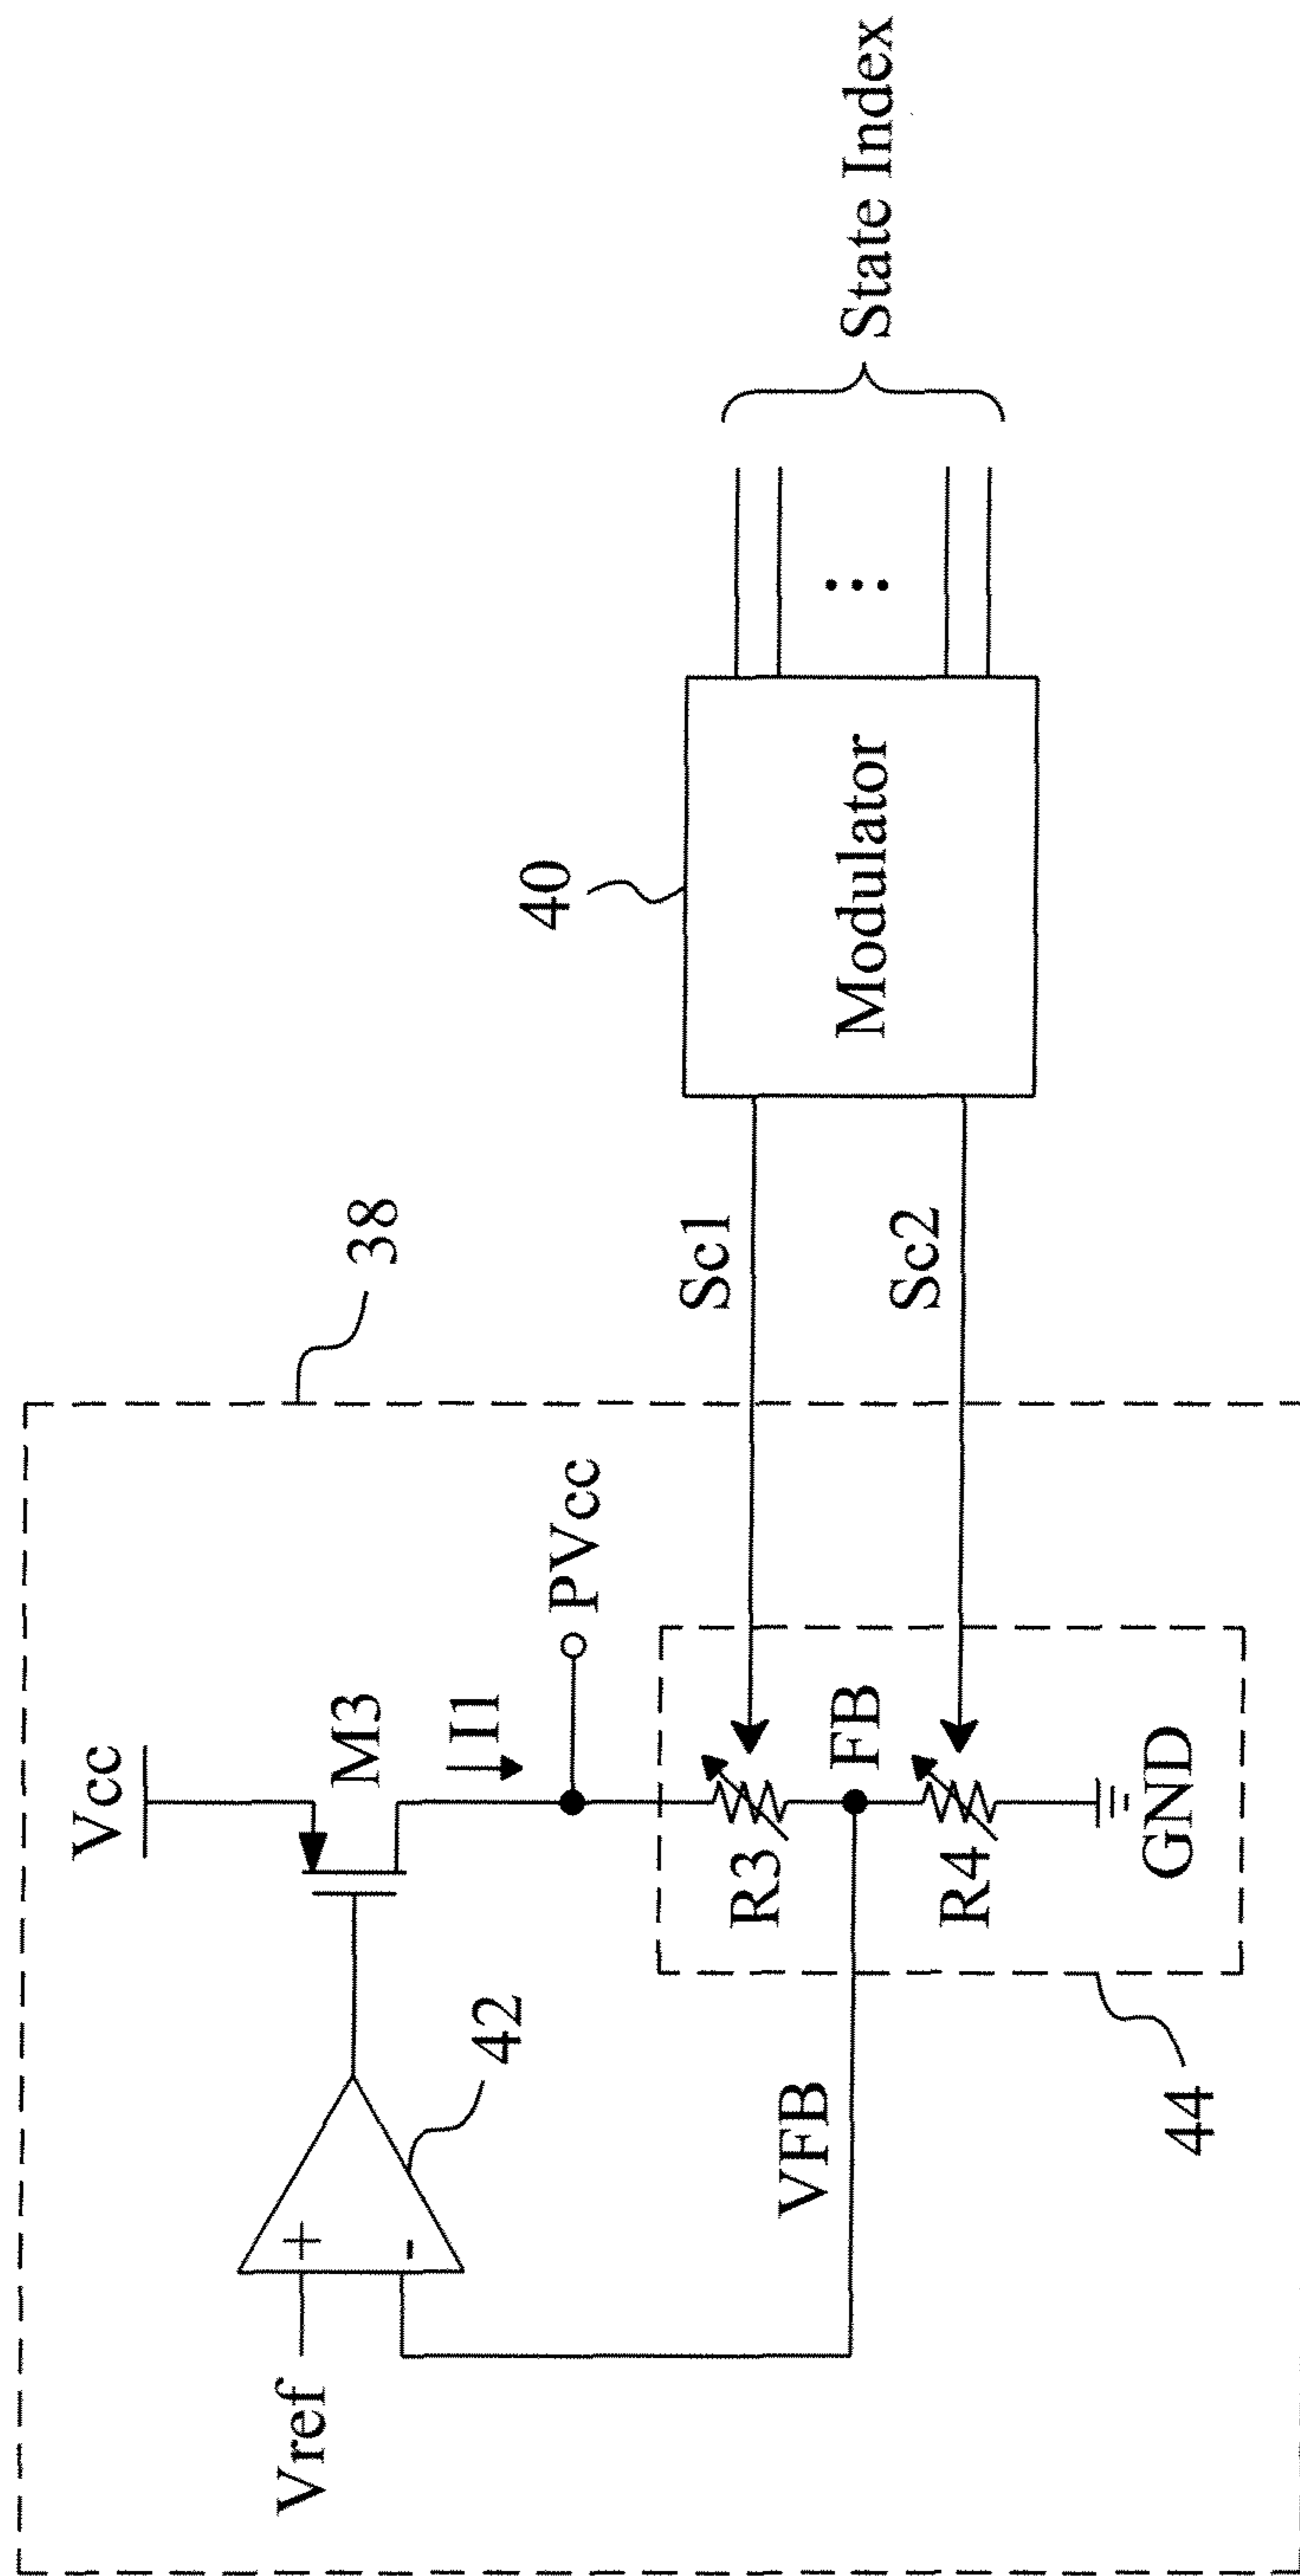 38
Vcc
M3
I1
PVcc
Vref
+
-
42
VFB
R3
FB
R4
GND
44
Sc1
Sc2
40
Modulator
State Index